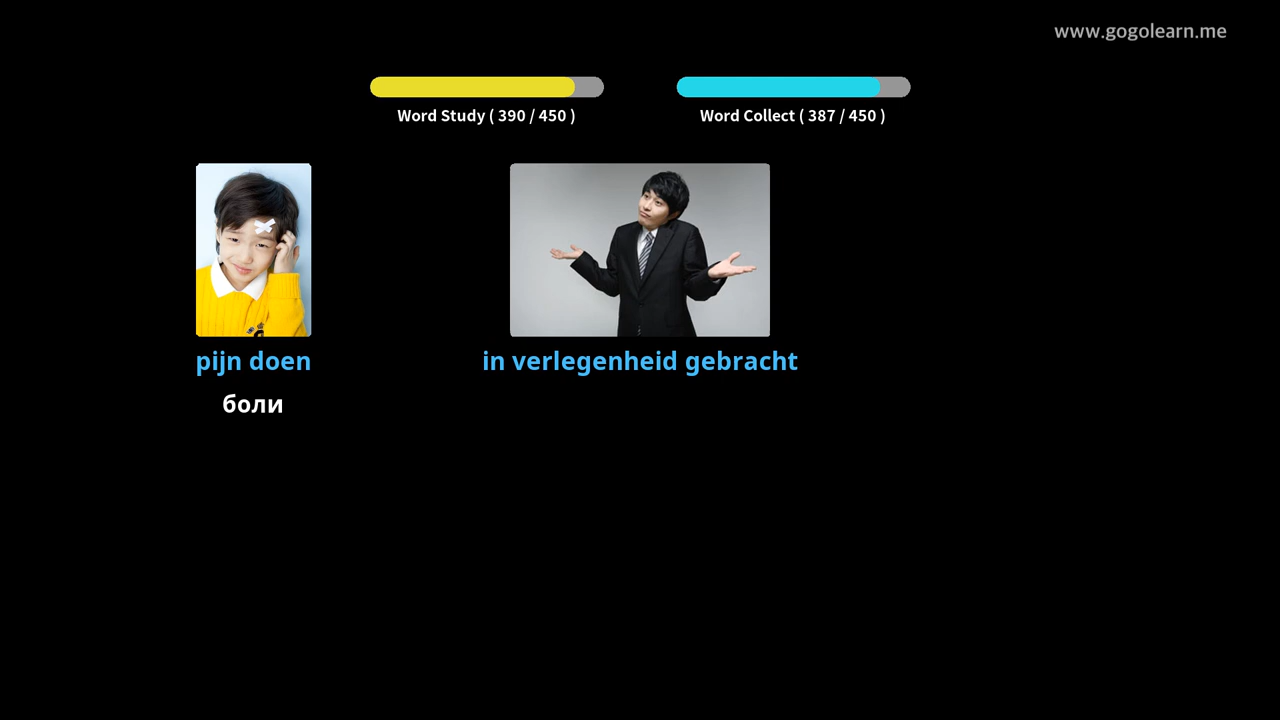 www.gogolearn.me
Word Study ( 390 / 450 )
Word Collect ( 387 / 450 )
pijn doen
in verlegenheid gebracht
боли